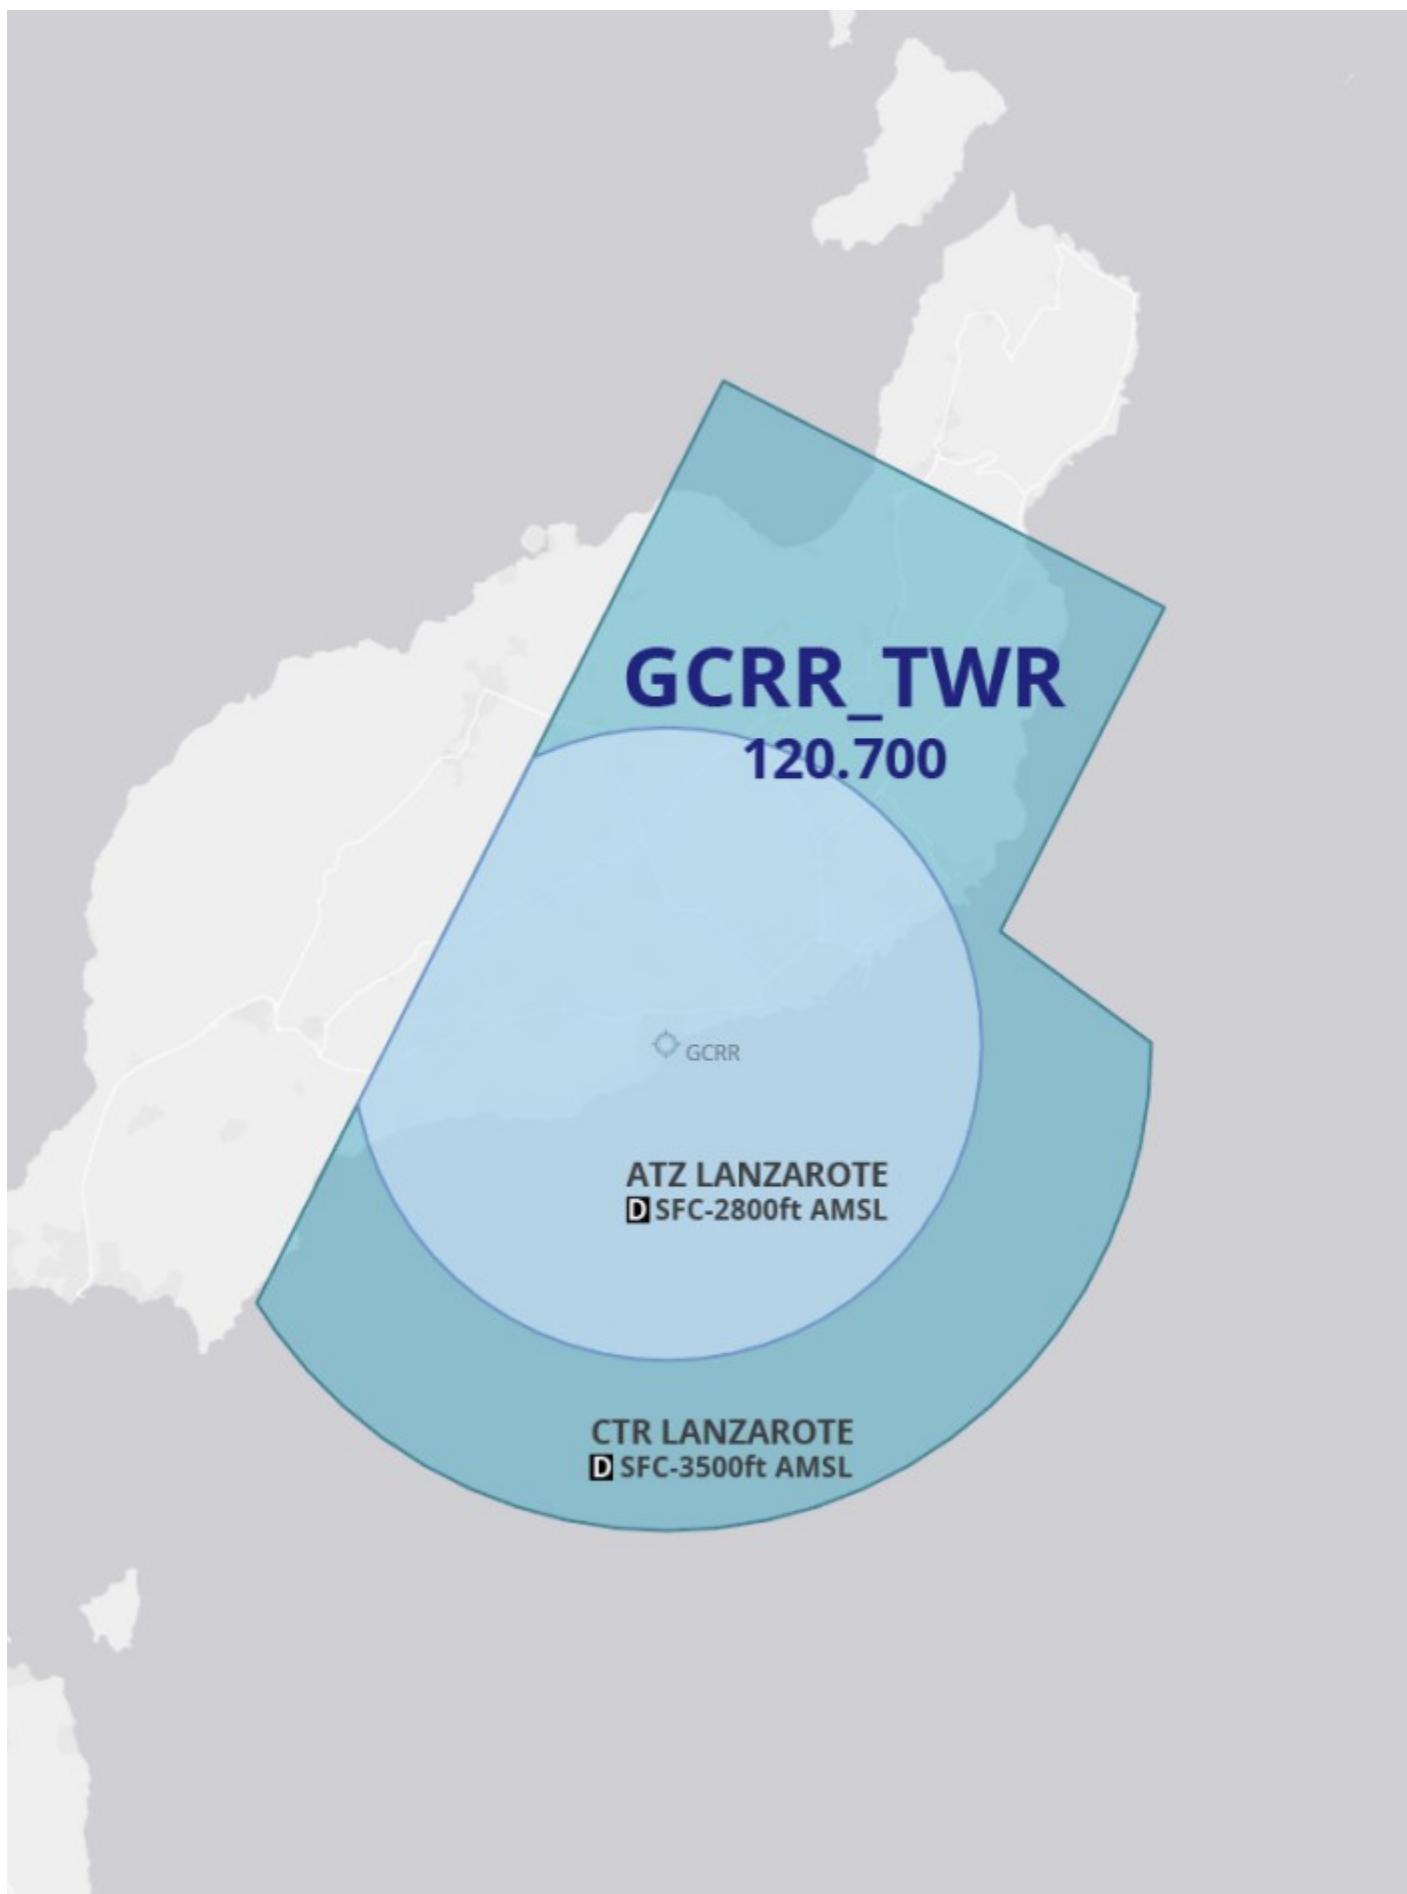 GCRR_TWR
120.700
GCRR
ATZ LANZAROTE
D SFC-2800ft AMSL
CTR LANZAROTE
D SFC-3500ft AMSL